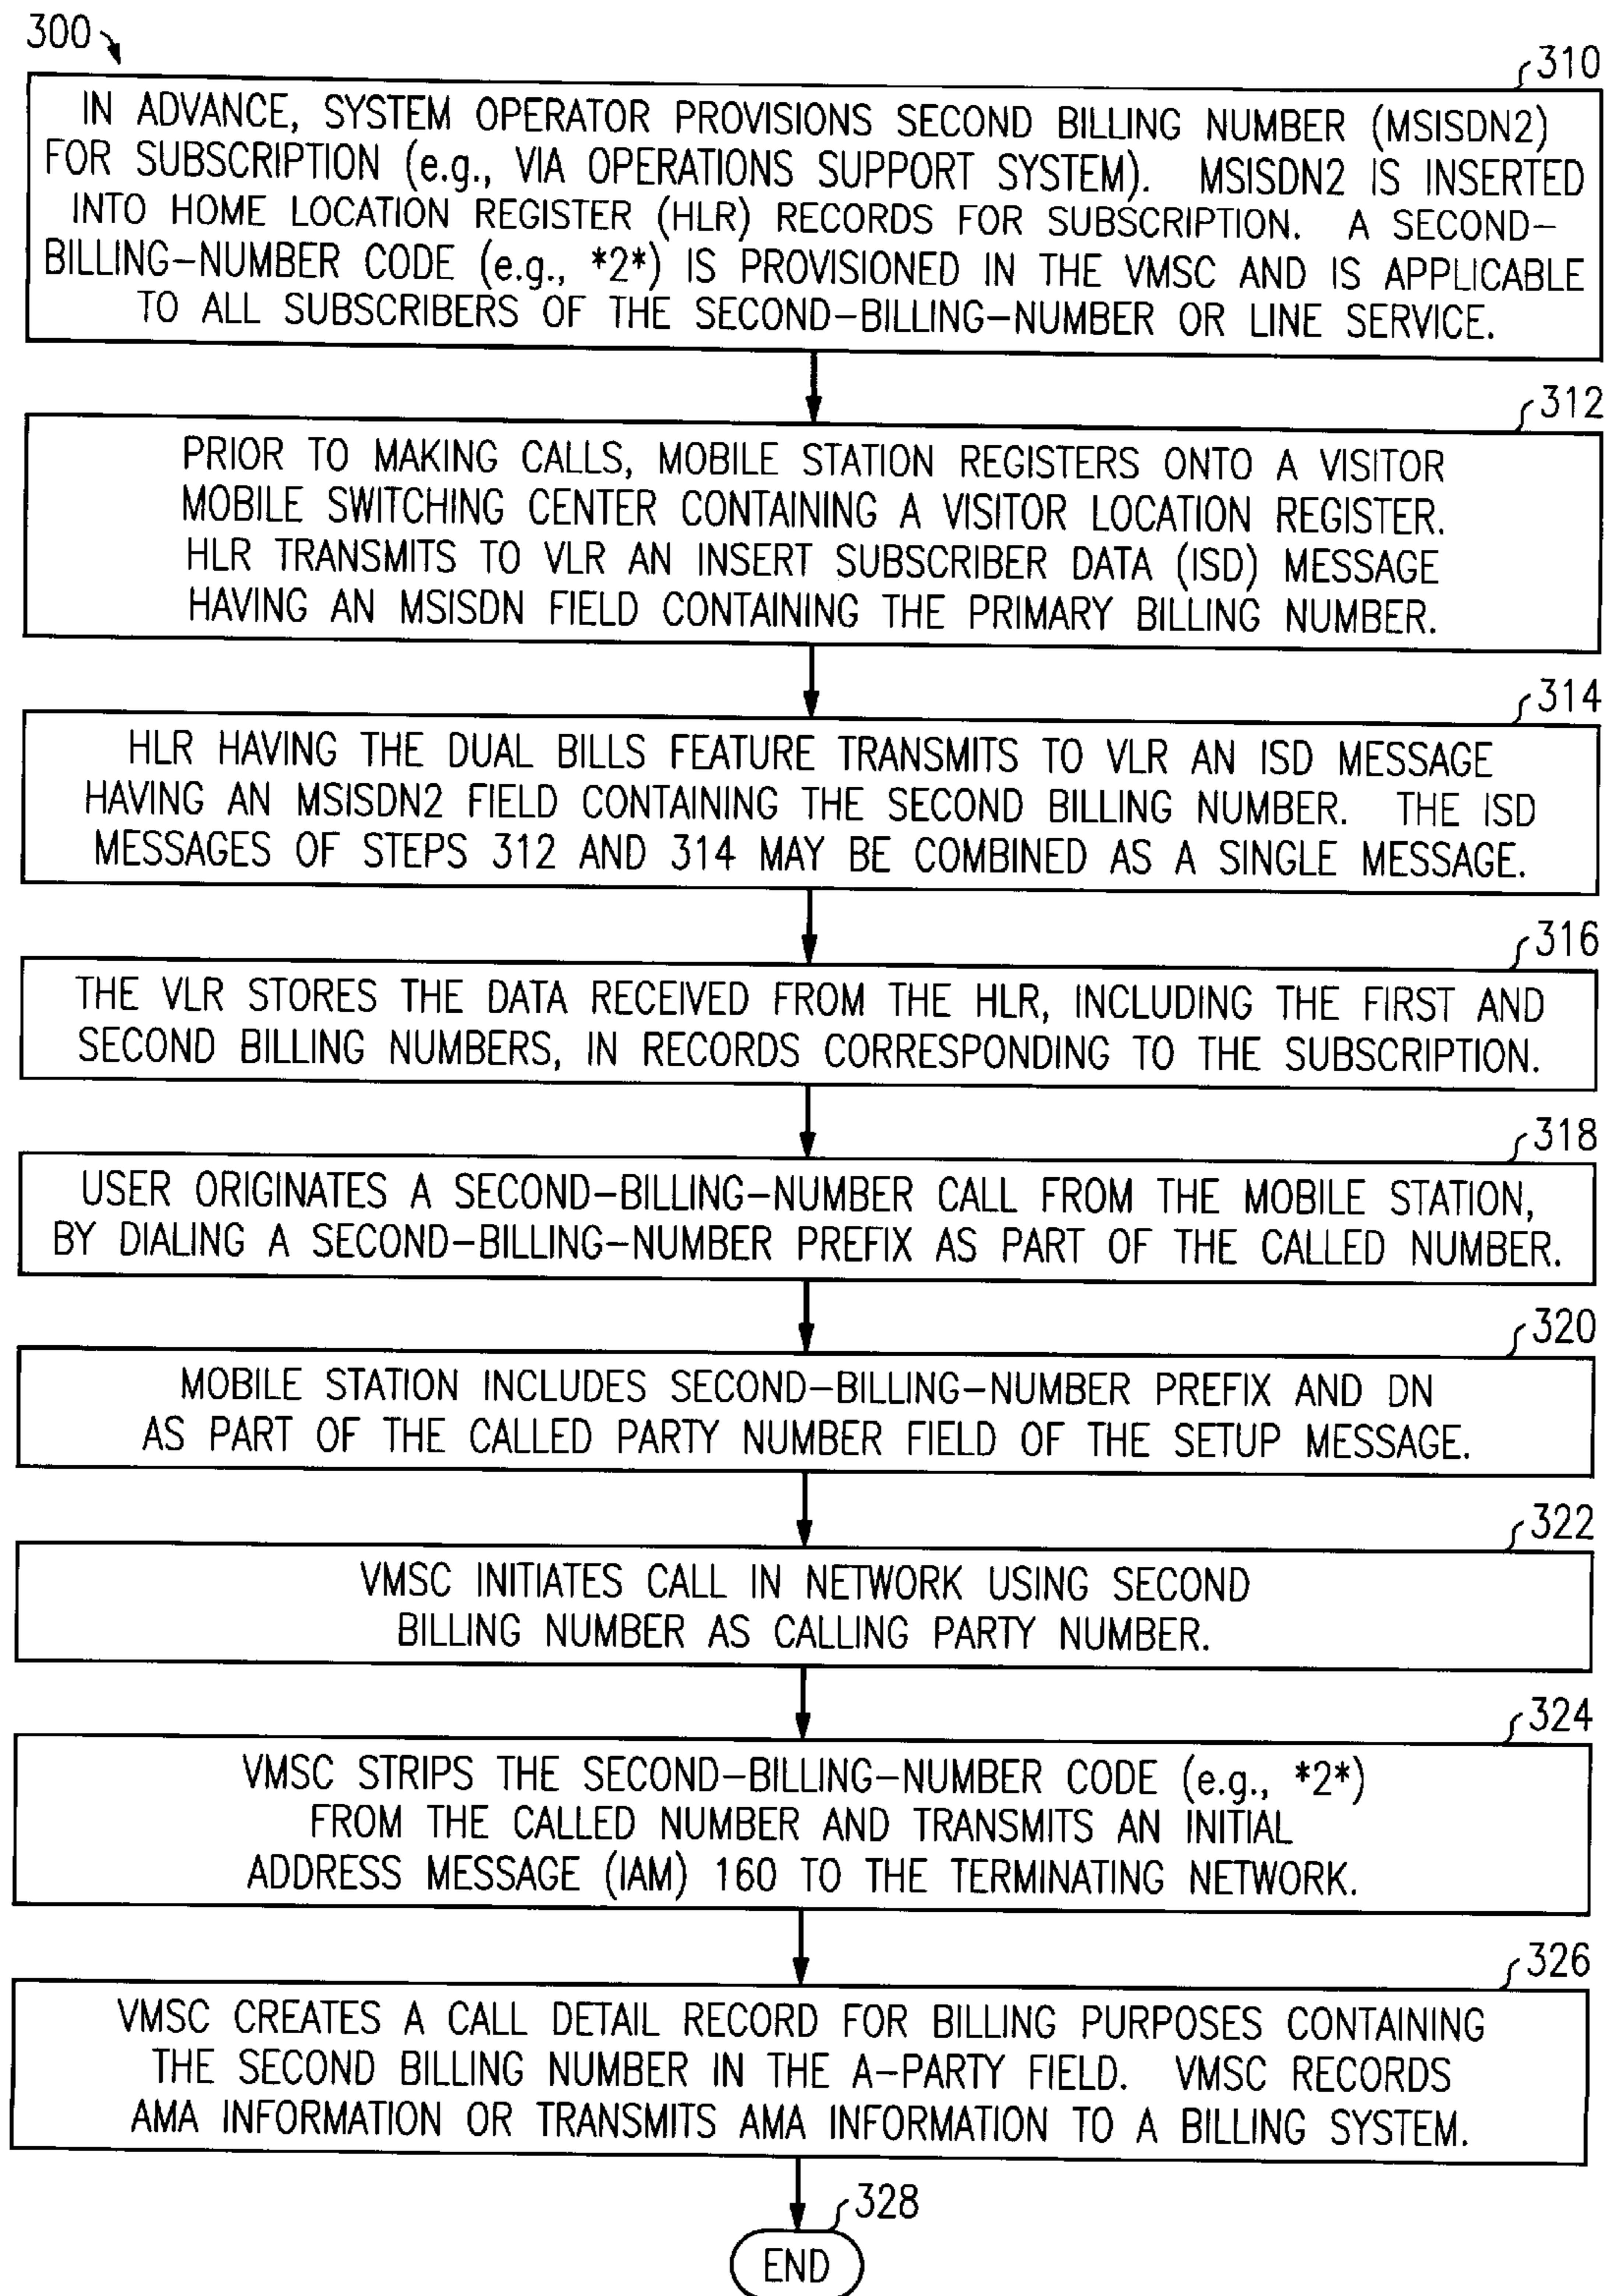 300
310
IN ADVANCE, SYSTEM OPERATOR PROVISIONS SECOND BILLING NUMBER (MSISDN2)
FOR SUBSCRIPTION (e.g., VIA OPERATIONS SUPPORT SYSTEM). MSISDN2 IS INSERTED
INTO HOME LOCATION REGISTER (HLR) RECORDS FOR SUBSCRIPTION. A SECOND-
BILLING-NUMBER CODE (e.g., *2*) IS PROVISIONED IN THE VMSC AND IS APPLICABLE
TO ALL SUBSCRIBERS OF THE SECOND-BILLING-NUMBER OR LINE SERVICE.
312
PRIOR TO MAKING CALLS, MOBILE STATION REGISTERS ONTO A VISITOR
MOBILE SWITCHING CENTER CONTAINING A VISITOR LOCATION REGISTER.
HLR TRANSMITS TO VLR AN INSERT SUBSCRIBER DATA (ISD) MESSAGE
HAVING AN MSISDN FIELD CONTAINING THE PRIMARY BILLING NUMBER.
314
HLR HAVING THE DUAL BILLS FEATURE TRANSMITS TO VLR AN ISD MESSAGE
HAVING AN MSISDN2 FIELD CONTAINING THE SECOND BILLING NUMBER. THE ISD
MESSAGES OF STEPS 312 AND 314 MAY BE COMBINED AS A SINGLE MESSAGE.
316
THE VLR STORES THE DATA RECEIVED FROM THE HLR, INCLUDING THE FIRST AND
SECOND BILLING NUMBERS, IN RECORDS CORRESPONDING TO THE SUBSCRIPTION.
318
USER ORIGINATES A SECOND-BILLING-NUMBER CALL FROM THE MOBILE STATION,
BY DIALING A SECOND-BILLING-NUMBER PREFIX AS PART OF THE CALLED NUMBER.
320
MOBILE STATION INCLUDES SECOND-BILLING-NUMBER PREFIX AND DN
AS PART OF THE CALLED PARTY NUMBER FIELD OF THE SETUP MESSAGE.
322
VMSC INITIATES CALL IN NETWORK USING SECOND
BILLING NUMBER AS CALLING PARTY NUMBER.
324
VMSC STRIPS THE SECOND-BILLING-NUMBER CODE (e.g., *2*)
FROM THE CALLED NUMBER AND TRANSMITS AN INITIAL
ADDRESS MESSAGE (IAM) 160 TO THE TERMINATING NETWORK.
326
VMSC CREATES A CALL DETAIL RECORD FOR BILLING PURPOSES CONTAINING
THE SECOND BILLING NUMBER IN THE A-PARTY FIELD. VMSC RECORDS
AMA INFORMATION OR TRANSMITS AMA INFORMATION TO A BILLING SYSTEM.
328
END